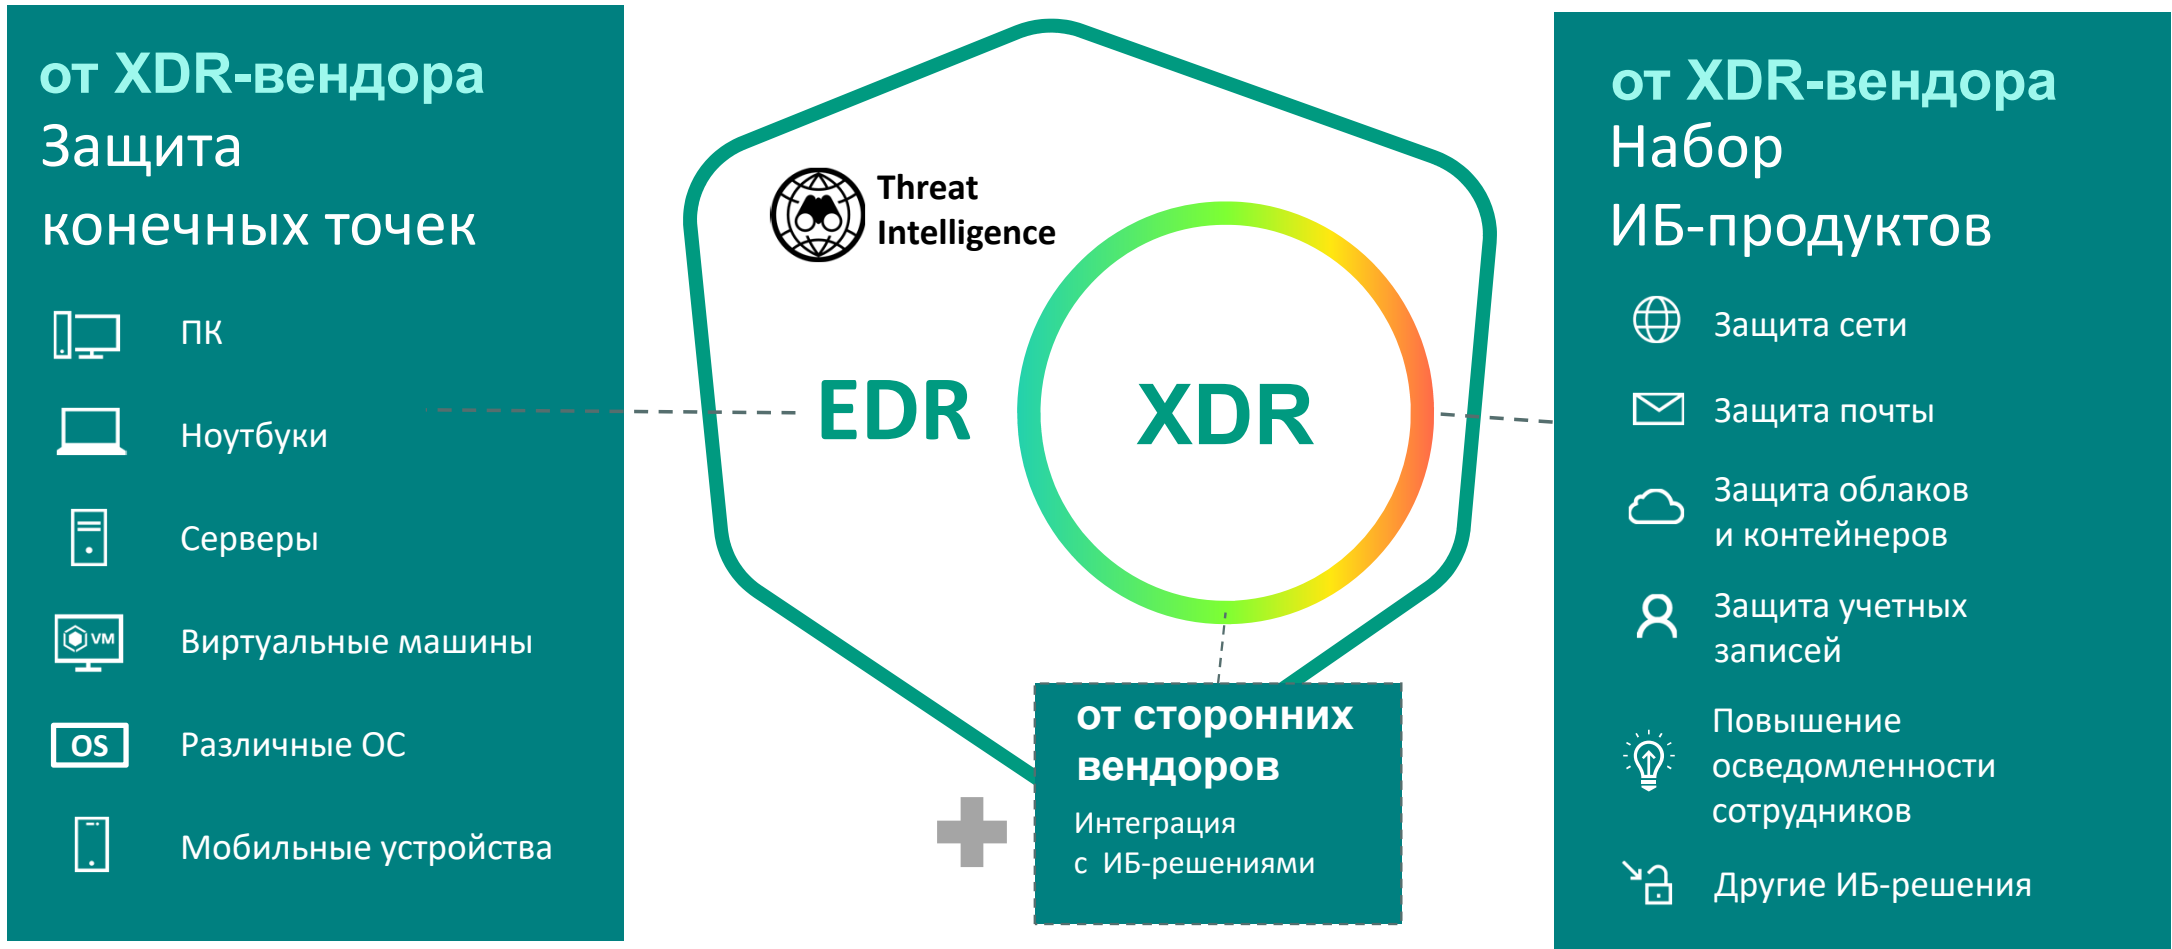 от XDR-вендора
Защита
конечных точек
ПК
Ноутбуки
Серверы
VM
Виртуальные машины
OS
Различные ОС
Мобильные устройства
Threat
Intelligence
EDR
XDR
от сторонних
вендоров
Интеграция
с ИБ-решениями
от XDR-вендора
Набор
ИБ-продуктов
Защита сети
Защита почты
Защита облаков
и контейнеров
Защита учетных
записей
Повышение
осведомленности
сотрудников
Другие ИБ-решения